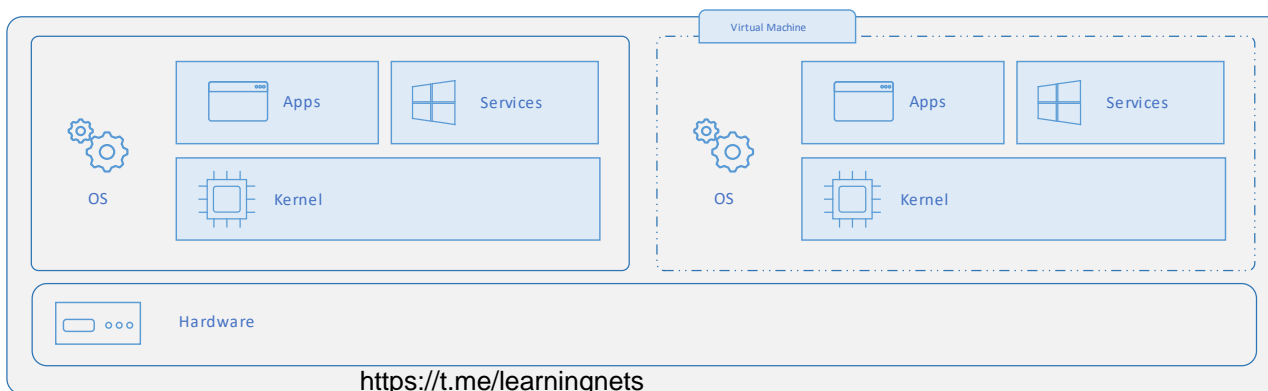 Virtual Machine
Apps
Services
OS
Kernel
Apps
Services
OS
Kernel
Hardware
https://t.me/learningnets